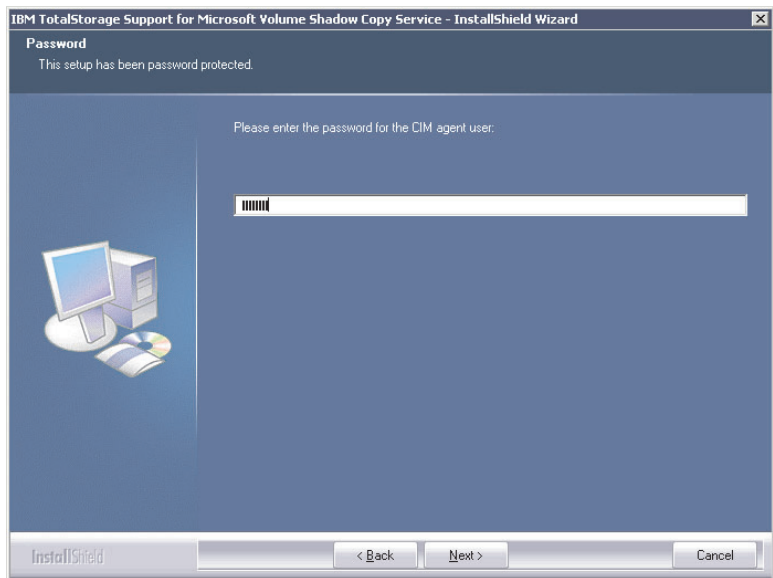 IBM TotalStorage Support for Microsoft Volume Shadow Copy Service - InstallShield Wizard
Password
This setup has been password protected.
Please enter the password for the CIM agent user:
InstallShield
< Back
Next >
Cancel